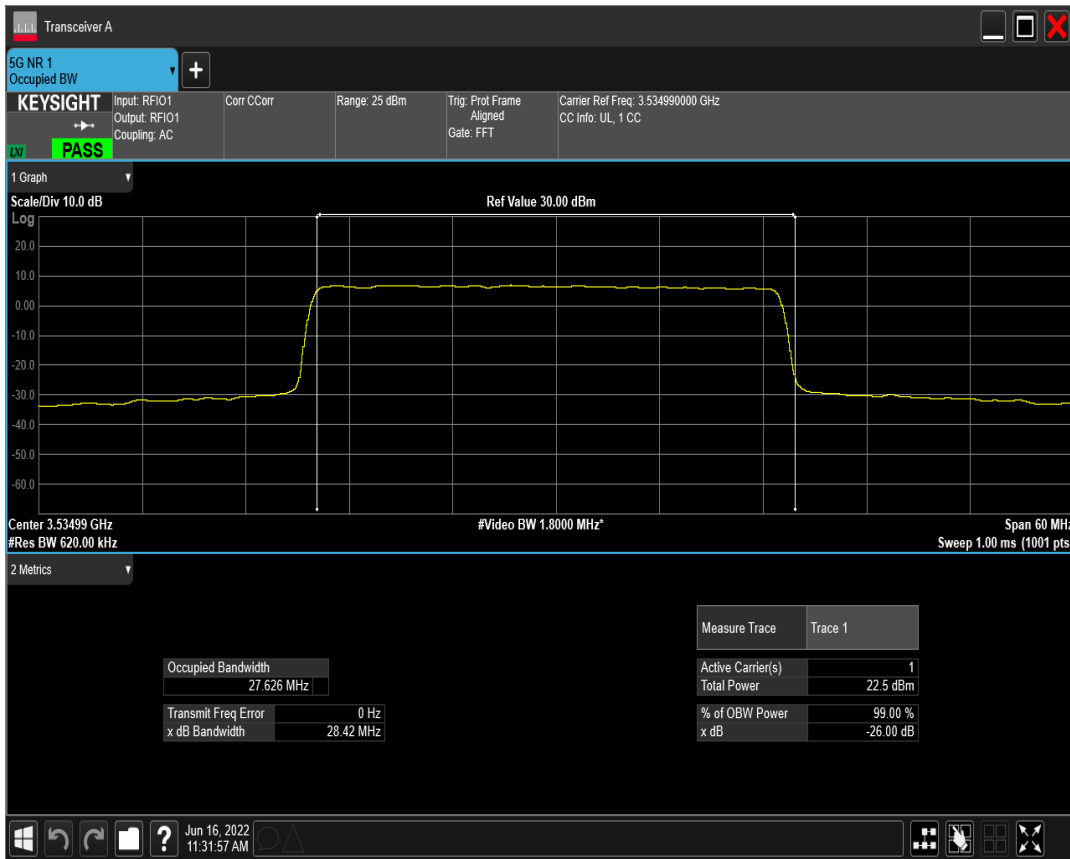 Transceiver A
5G NR 1
Occupied BW
+
KEYSIGHT
LXI
PASS
Input: RFIO1
Output: RFIO1
Coupling: AC
Corr CCorr
Range: 25 dBm
Trig: Prot Frame
Aligned
Gate: FFT
Carrier Ref Freq: 3.534990000 GHz
CC Info: UL, 1 CC
1 Graph
Scale/Div 10.0 dB
Ref Value 30.00 dBm
Log
20.0
10.0
0.00
-10.0
-20.0
-30.0
-40.0
-50.0
-60.0
Center 3.53499 GHz
#Video BW 1.8000 MHz*
Span 60 MHz
#Res BW 620.00 kHz
Sweep 1.00 ms (1001 pts
2 Metrics
Measure Trace Trace 1
Occupied Bandwidth
27.626 MHz
Active Carrier(s) 1
Total Power 22.5 dBm
Transmit Freq Error 0 Hz
x dB Bandwidth 28.42 MHz
% of OBW Power 99.00 %
x dB -26.00 dB
?
Jun 16, 2022
11:31:57 AM